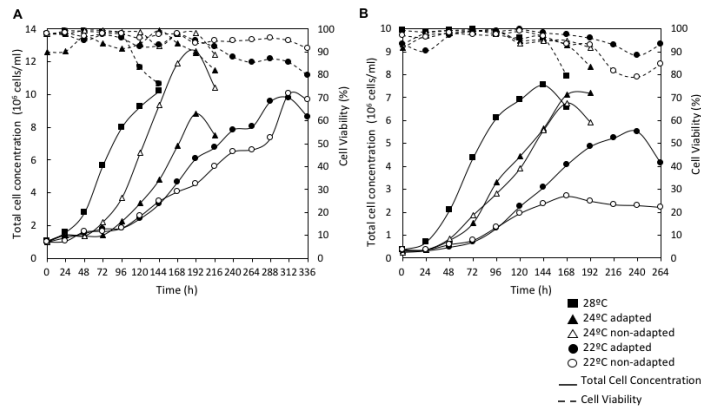 A
Total cell concentration (10⁶ cells/ml)
14
12
10
8
6
4
2
0
100
90
80
70
60
50
40
30
20
10
0
Cell Viability (%)
0 24 48 72 96 120 144 168 192 216 240 264 288 312 336
Time (h)
B
Total cell concentration (10⁶ cells/ml)
10
9
8
7
6
5
4
3
2
1
0
100
90
80
70
60
50
40
30
20
10
0
Cell Viability (%)
0 24 48 72 96 120 144 168 192 216 240 264
Time (h)
28ºC
24ºC adapted
24ºC non-adapted
22ºC adapted
22ºC non-adapted
Total Cell Concentration
Cell Viability